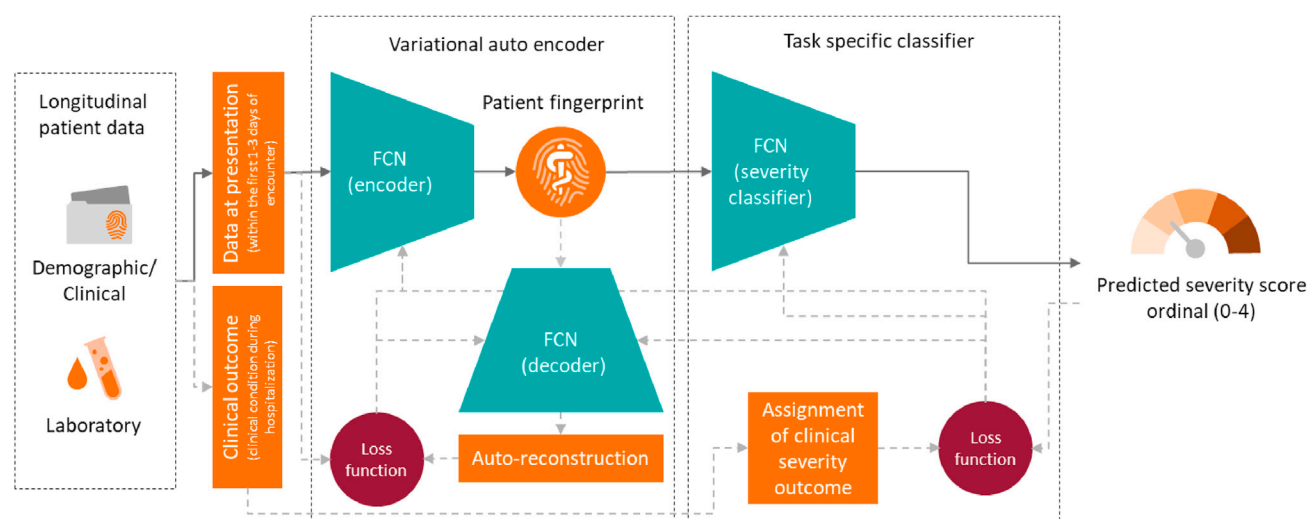 Longitudinal
patient data
Demographic/
Clinical
Laboratory
Data at presentation
(within the first 1-3 days of
encounter)
Clinical outcome
(clinical condition during
hospitalization)
Variational auto encoder
FCN
(encoder)
Patient fingerprint
FCN
(decoder)
Loss
function
Auto-reconstruction
Task specific classifier
FCN
(severity
classifier)
Assignment
of clinical
severity
outcome
Loss
function
Predicted severity score
ordinal (0-4)